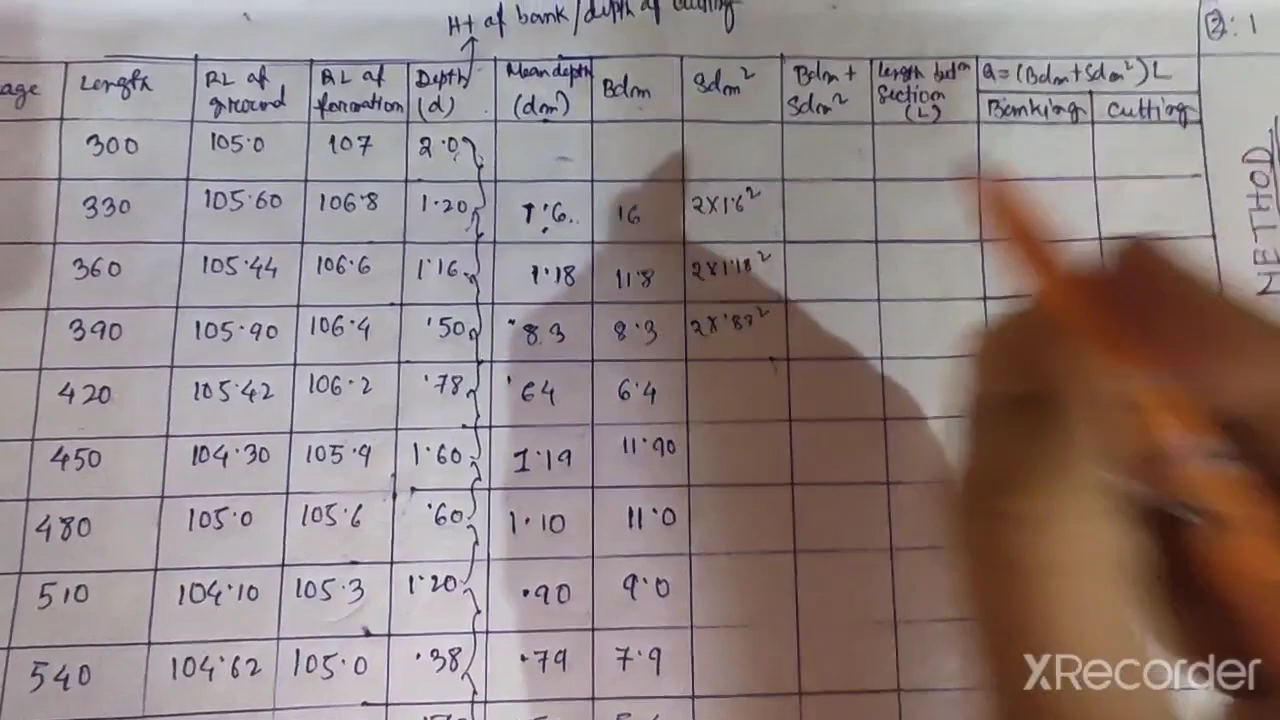 Ht of bank/depth of cutting
2:1
age Length RL of ground RL of formation Depth (d) Mean depth (dm) Bdm Sdm² Bdm + Sdm² Length betn Section (L) Q = (Bdm+Sdm²) L
Banking Cutting
300 105.0 107 2.0
330 105.60 106.8 1.20 1.6 16 2×1.6²
360 105.44 106.6 1.16 1.18 11.8 2×1.18²
390 105.90 106.4 .50 .83 8.3 2×.83²
420 105.42 106.2 .78 .64 6.4
450 104.30 105.9 1.60 1.19 11.90
480 105.0 105.6 .60 1.10 11.0
510 104.10 105.3 1.20 .90 9.0
540 104.62 105.0 .38 .79 7.9
METHOD
XRecorder